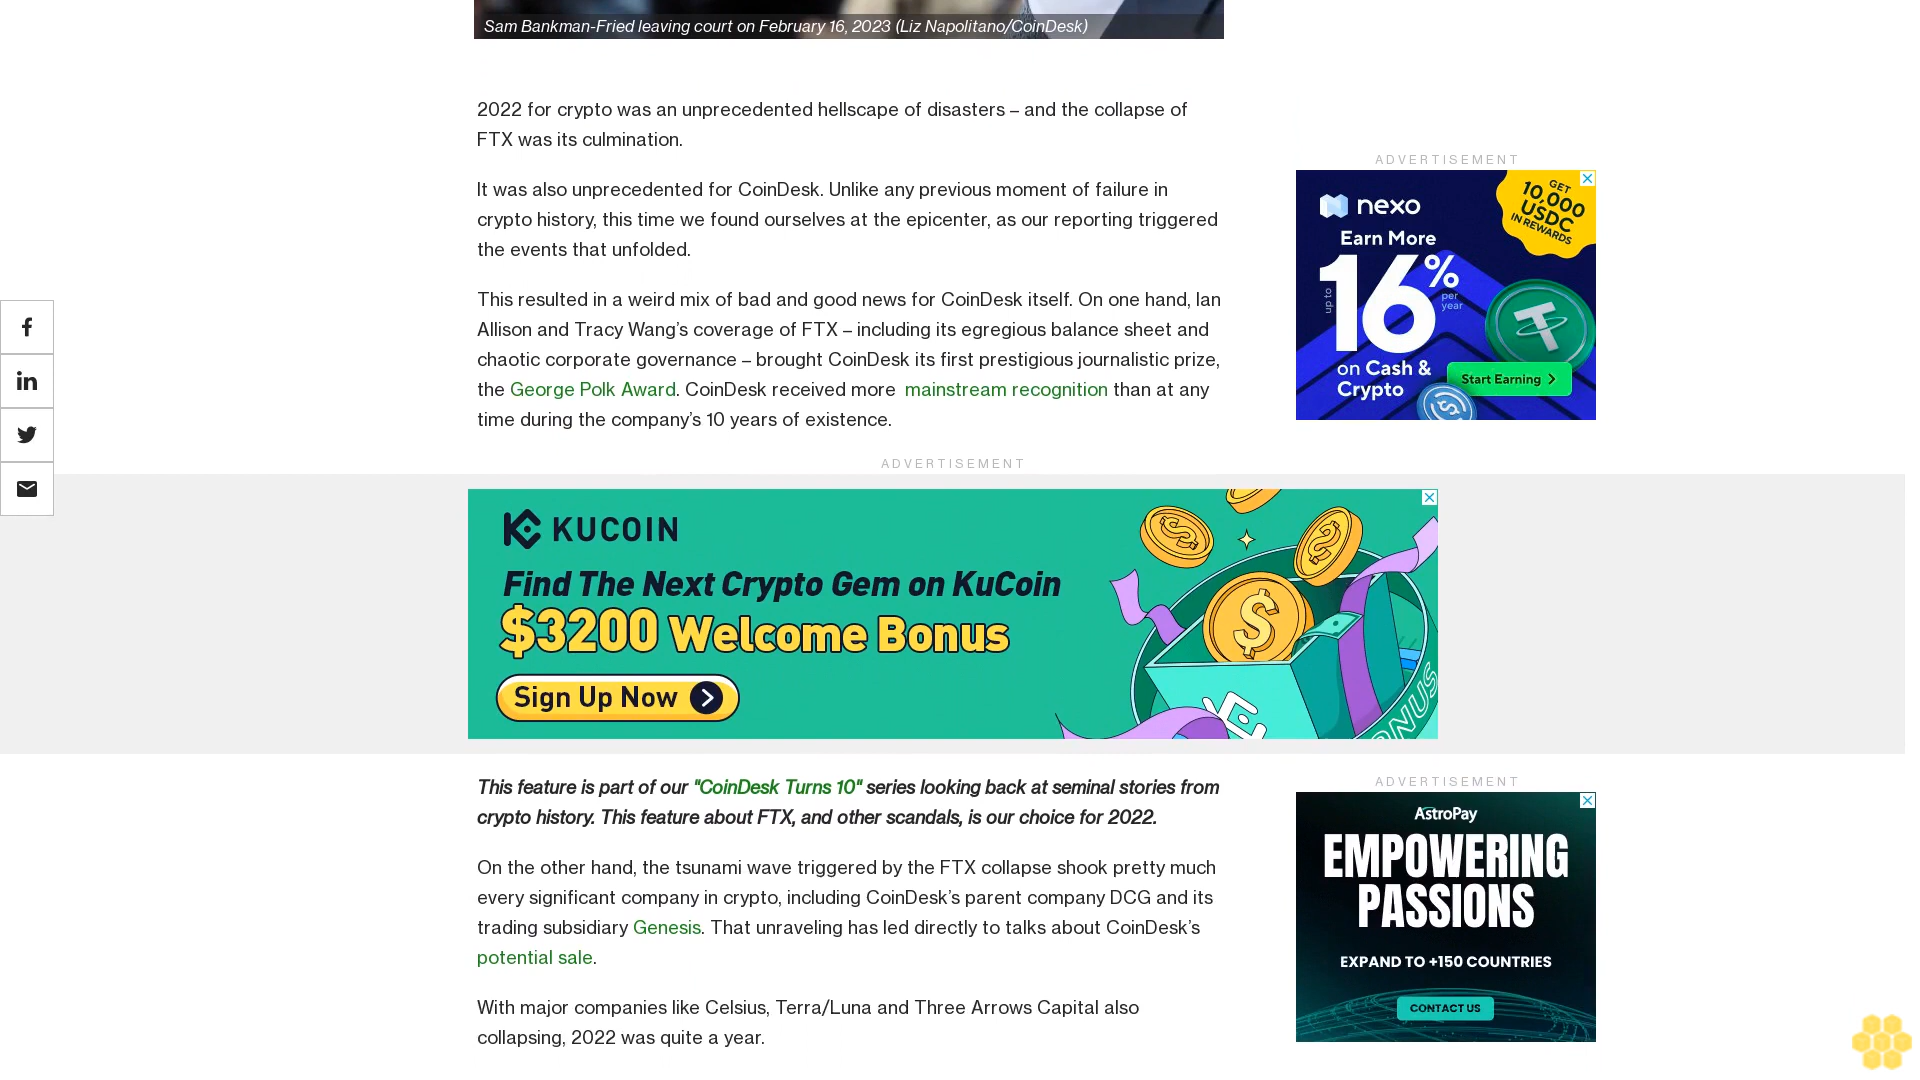 Sam Bankman-Fried leaving court on February 16, 2023 (Liz Napolitano/CoinDesk)
2022 for crypto was an unprecedented hellscape of disasters – and the collapse of
FTX was its culmination.
It was also unprecedented for CoinDesk. Unlike any previous moment of failure in
crypto history, this time we found ourselves at the epicenter, as our reporting triggered
the events that unfolded.
This resulted in a weird mix of bad and good news for CoinDesk itself. On one hand, Ian
Allison and Tracy Wang’s coverage of FTX – including its egregious balance sheet and
chaotic corporate governance – brought CoinDesk its first prestigious journalistic prize,
the George Polk Award. CoinDesk received more mainstream recognition than at any
time during the company’s 10 years of existence.
ADVERTISEMENT
nexo
GET
10,000
USDC
IN REWARDS
Earn More
up to
16%
per
year
on Cash &
Crypto
Start Earning
ADVERTISEMENT
KUCOIN
Find The Next Crypto Gem on KuCoin
$3200 Welcome Bonus
Sign Up Now
BONUS
This feature is part of our "CoinDesk Turns 10" series looking back at seminal stories from
crypto history. This feature about FTX, and other scandals, is our choice for 2022.
On the other hand, the tsunami wave triggered by the FTX collapse shook pretty much
every significant company in crypto, including CoinDesk’s parent company DCG and its
trading subsidiary Genesis. That unraveling has led directly to talks about CoinDesk’s
potential sale.
With major companies like Celsius, Terra/Luna and Three Arrows Capital also
collapsing, 2022 was quite a year.
ADVERTISEMENT
AstroPay
EMPOWERING
PASSIONS
EXPAND TO +150 COUNTRIES
CONTACT US